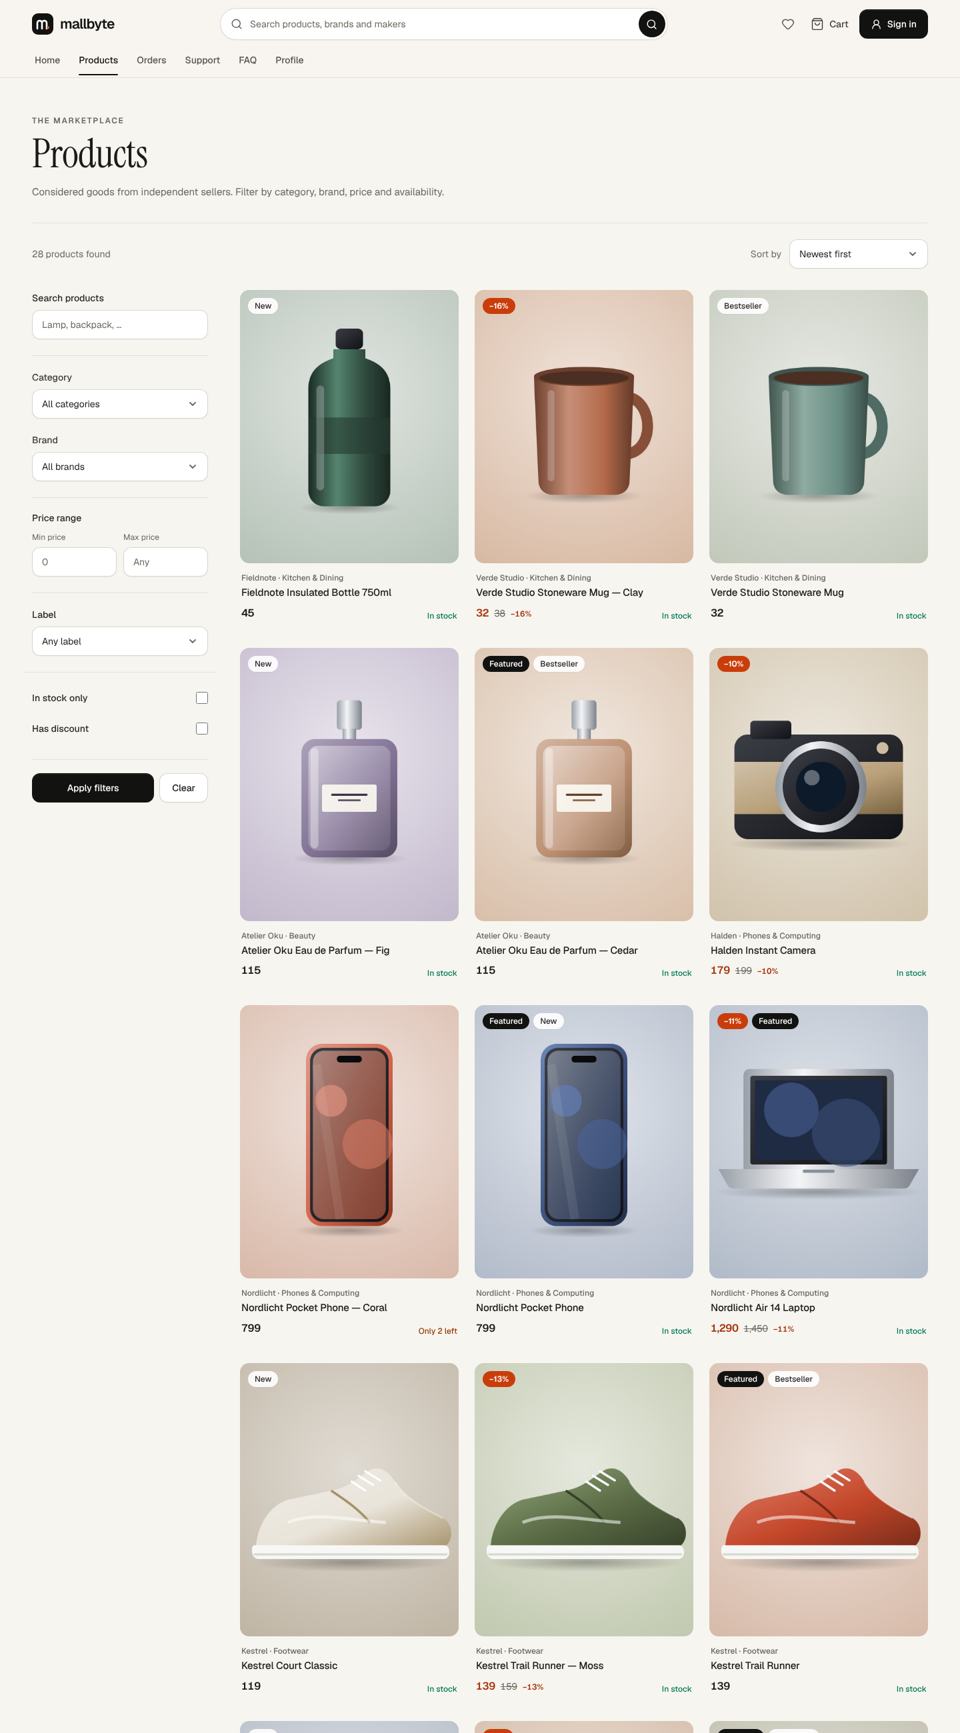 mallbyte
Search products, brands and makers
Cart
Sign in
Home Products Orders Support FAQ Profile
THE MARKETPLACE
Products
Considered goods from independent sellers. Filter by category, brand, price and availability.
28 products found
Sort by Newest first
Search products
Lamp, backpack, ...
Category
All categories
Brand
All brands
Price range
Min price Max price
0 Any
Label
Any label
In stock only
Has discount
Apply filters Clear
New
Fieldnote · Kitchen & Dining
Fieldnote Insulated Bottle 750ml
45 In stock
−16%
Verde Studio · Kitchen & Dining
Verde Studio Stoneware Mug — Clay
32 38 −16% In stock
Bestseller
Verde Studio · Kitchen & Dining
Verde Studio Stoneware Mug
32 In stock
New
Atelier Oku · Beauty
Atelier Oku Eau de Parfum — Fig
115 In stock
Featured Bestseller
Atelier Oku · Beauty
Atelier Oku Eau de Parfum — Cedar
115 In stock
−10%
Halden · Phones & Computing
Halden Instant Camera
179 199 −10% In stock
Nordlicht · Phones & Computing
Nordlicht Pocket Phone — Coral
799 Only 2 left
Featured New
Nordlicht · Phones & Computing
Nordlicht Pocket Phone
799 In stock
−11% Featured
Nordlicht · Phones & Computing
Nordlicht Air 14 Laptop
1,290 1,450 −11% In stock
New
Kestrel · Footwear
Kestrel Court Classic
119 In stock
−13%
Kestrel · Footwear
Kestrel Trail Runner — Moss
139 159 −13% In stock
Featured Bestseller
Kestrel · Footwear
Kestrel Trail Runner
139 In stock